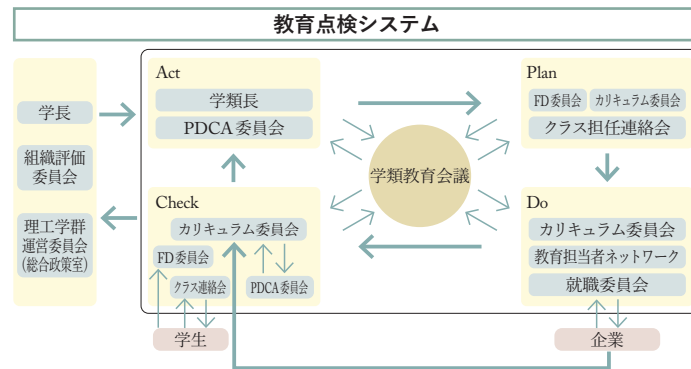 教育点検システム
学長
組織評価
委員会
理工学群
運営委員会
(総合政策室)
Act
学類長
PDCA委員会
Plan
FD委員会
カリキュラム委員会
クラス担任連絡会
学類教育会議
Check
カリキュラム委員会
FD委員会
クラス連絡会
PDCA委員会
Do
カリキュラム委員会
教育担当者ネットワーク
就職委員会
学生
企業